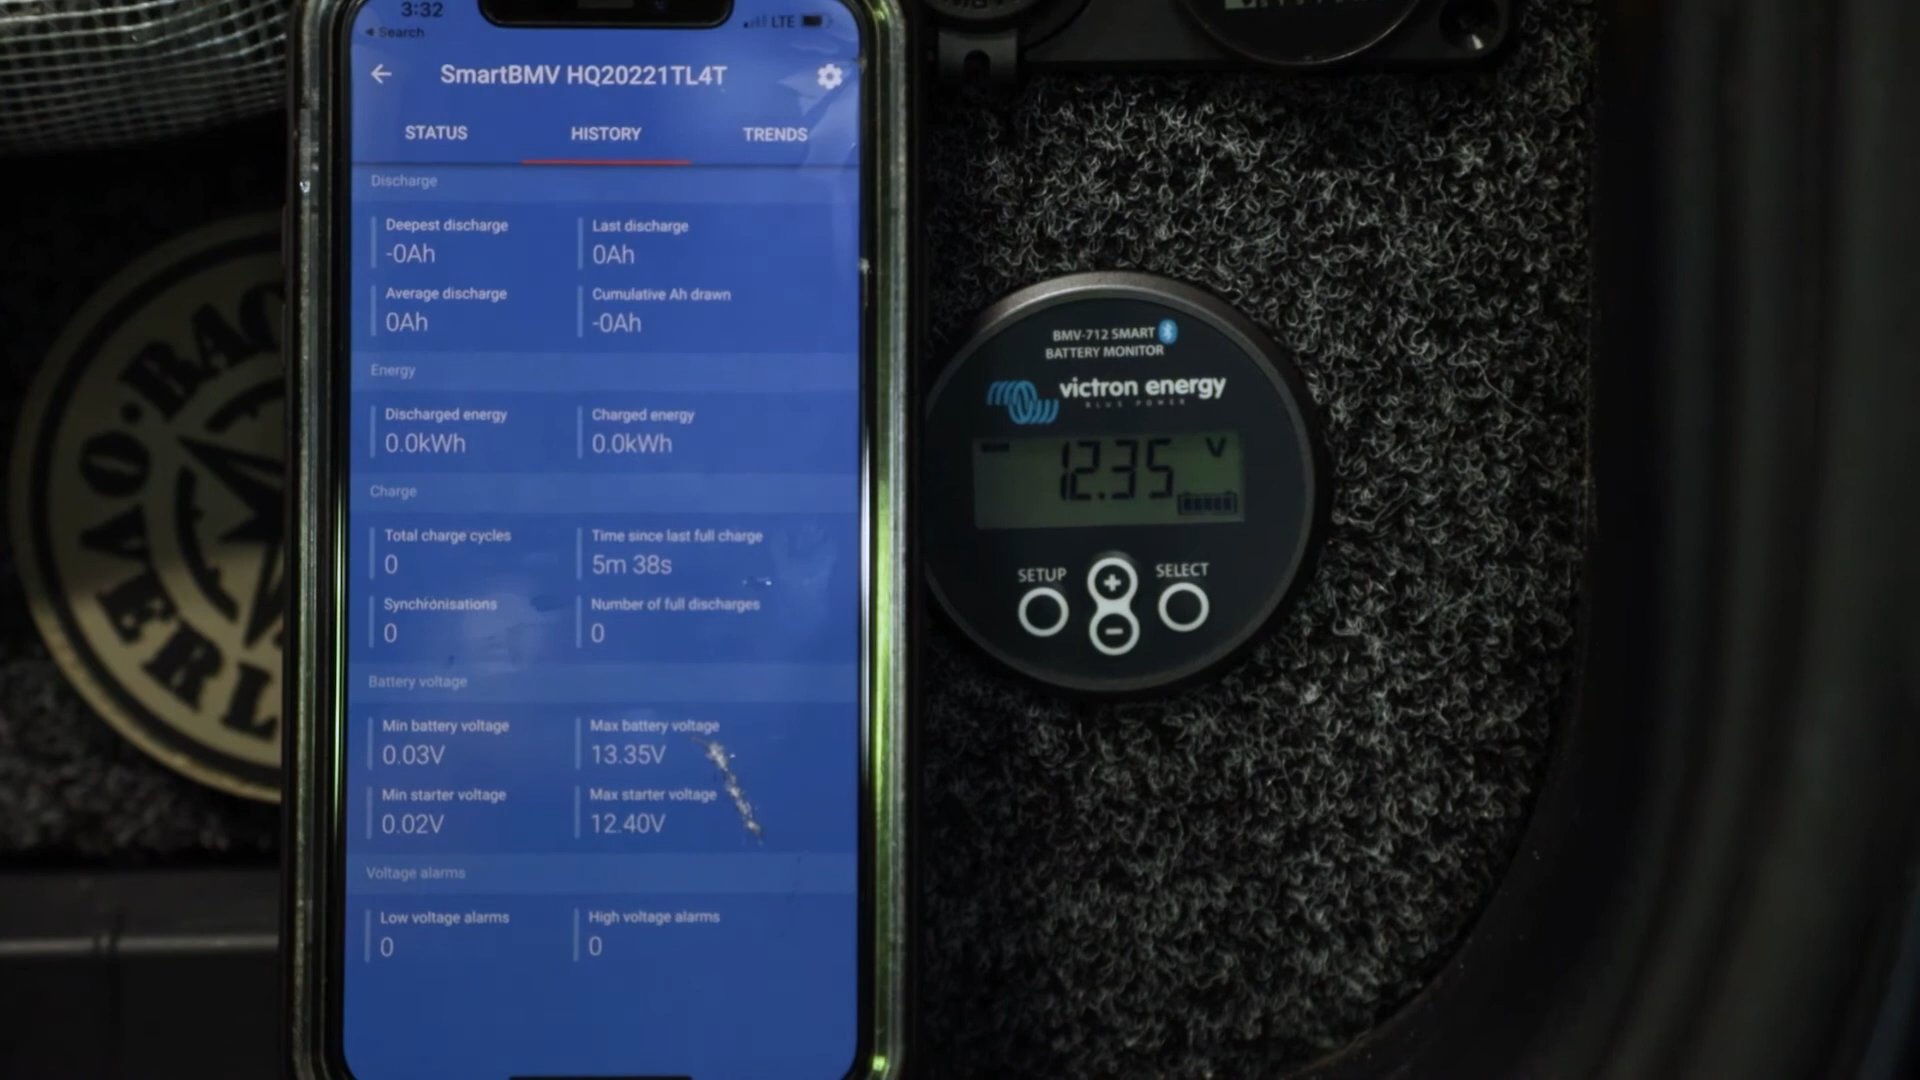 3:32
LTE
Search
SmartBMV HQ20221TL4T
STATUS HISTORY TRENDS
Discharge
Deepest discharge Last discharge
-0Ah 0Ah
Average discharge Cumulative Ah drawn
0Ah -0Ah
Energy
Discharged energy Charged energy
0.0kWh 0.0kWh
Charge
Total charge cycles Time since last full charge
0 5m 38s
Synchronisations Number of full discharges
0 0
Battery voltage
Min battery voltage Max battery voltage
0.03V 13.35V
Min starter voltage Max starter voltage
0.02V 12.40V
Voltage alarms
Low voltage alarms High voltage alarms
0 0
BMV-712 SMART
BATTERY MONITOR
victron energy
BLUE POWER
12.35 V
SETUP + SELECT
-